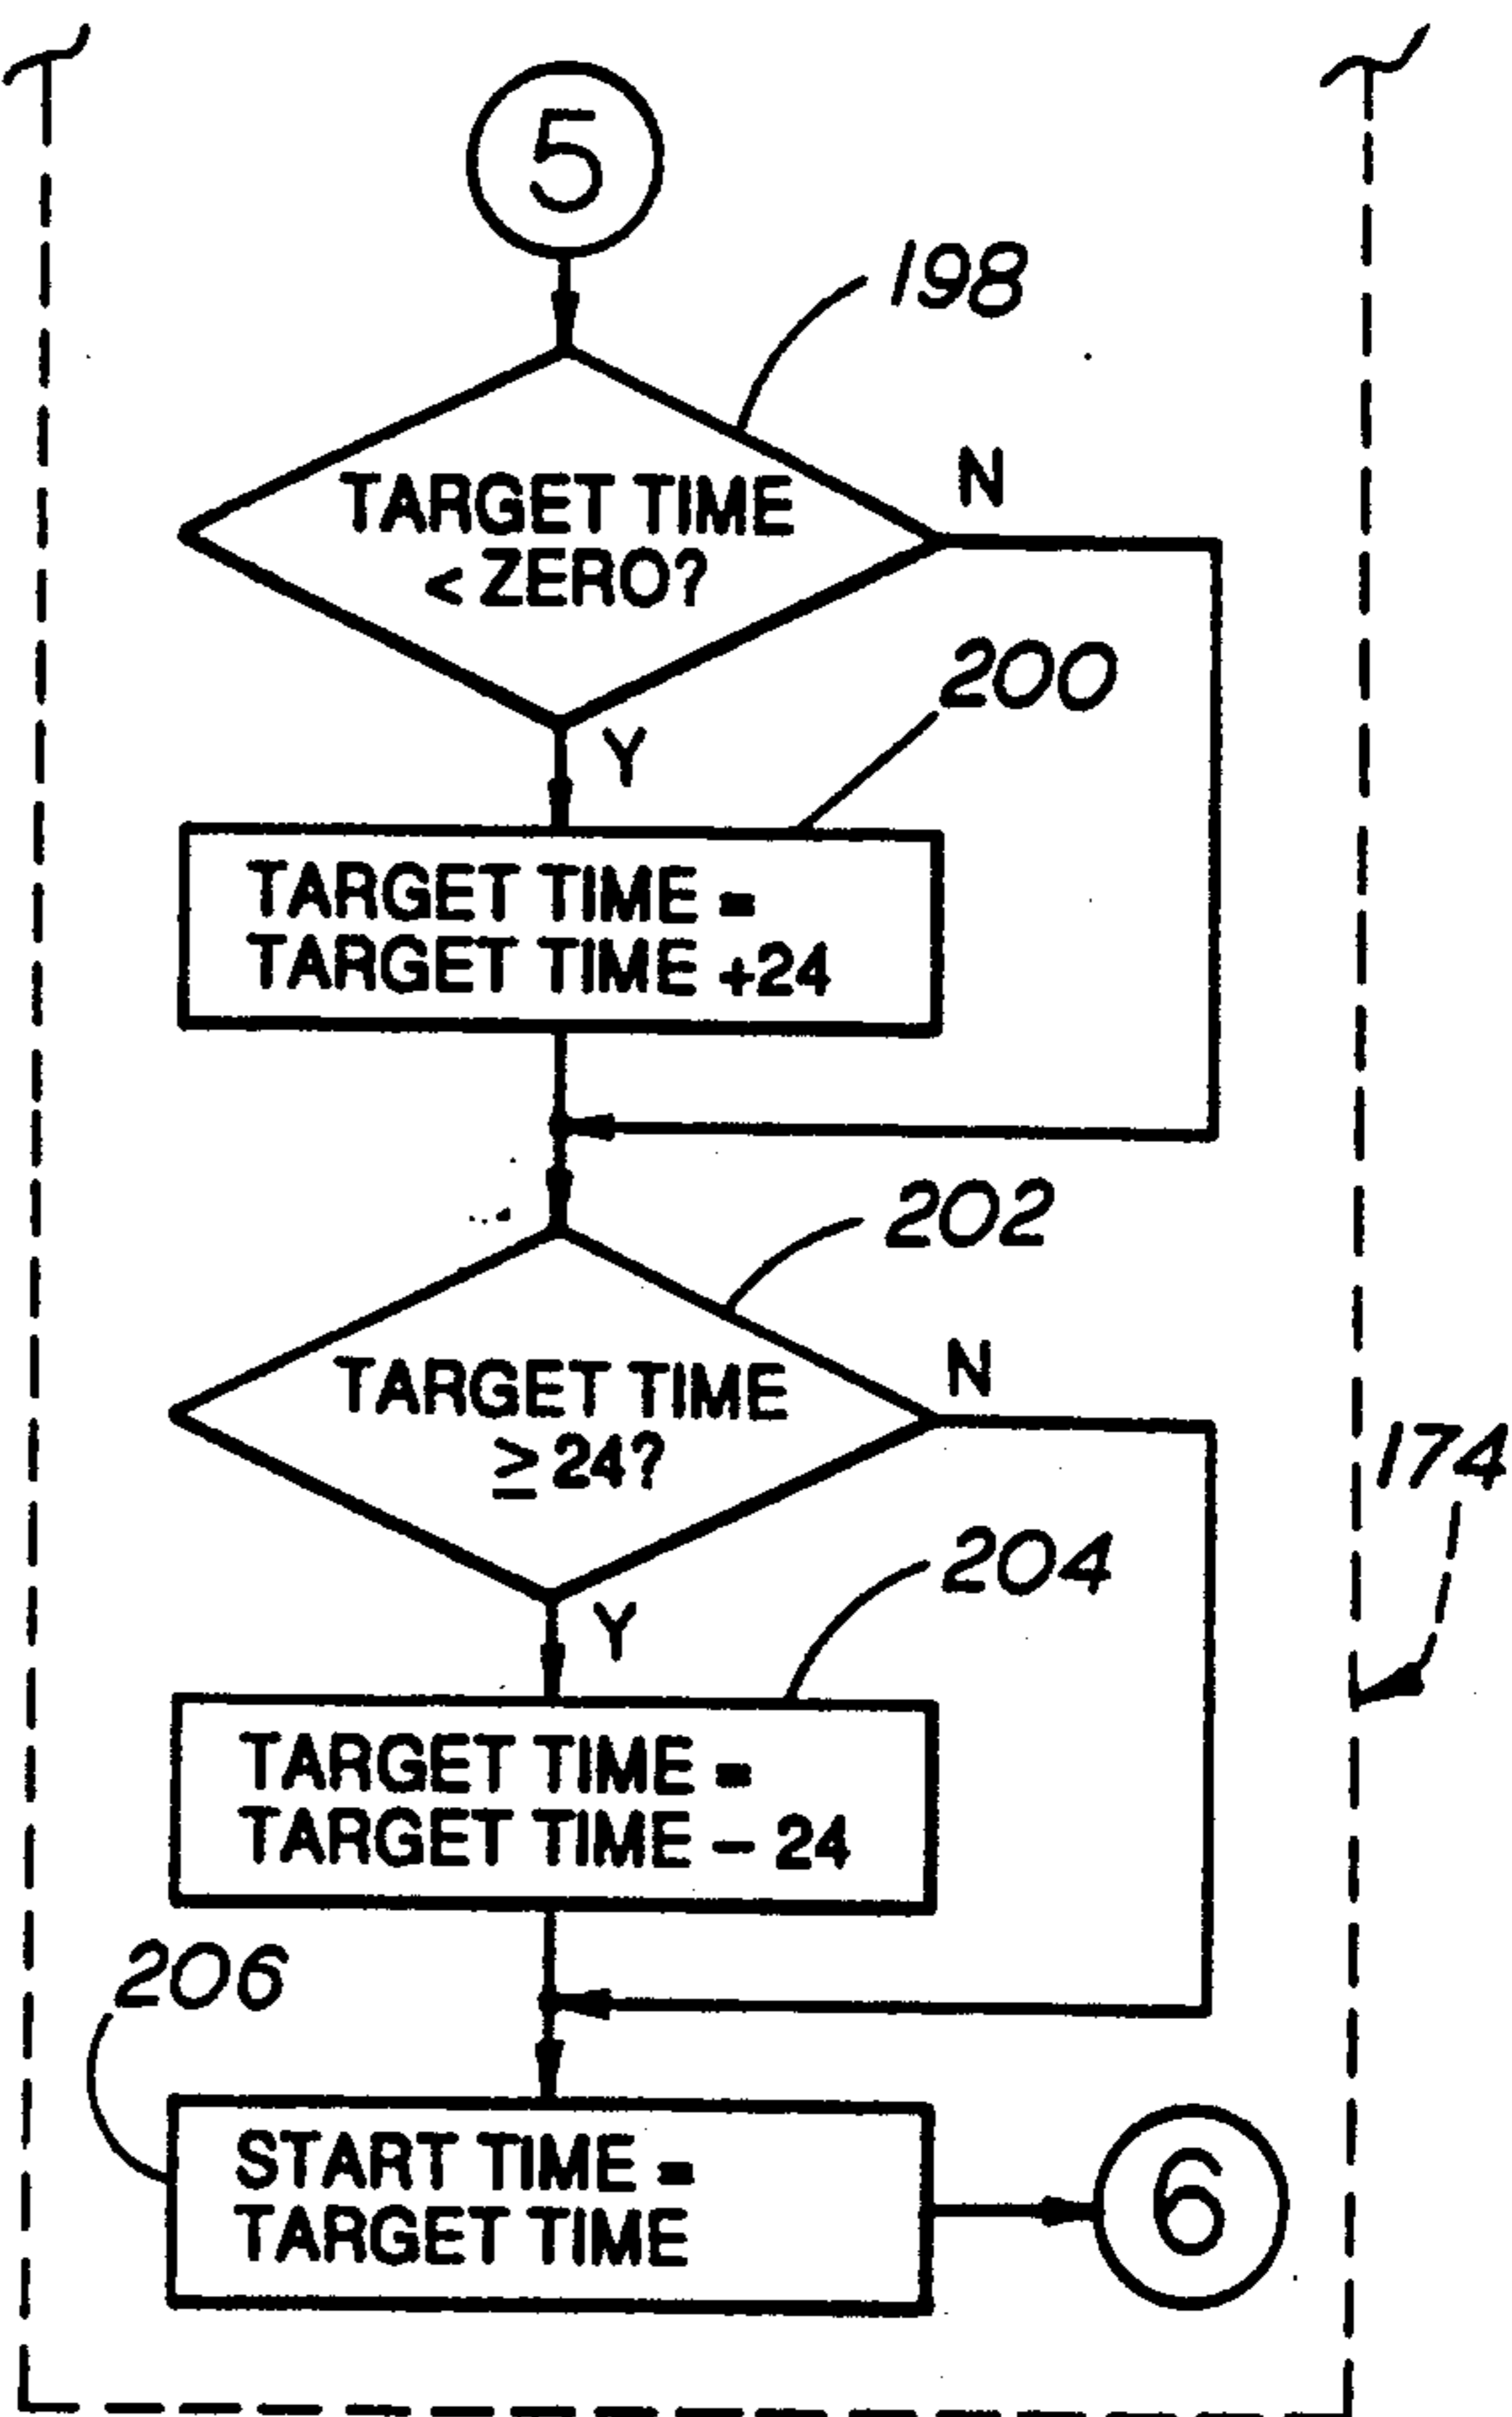 5
198
TARGET TIME
< ZERO?
N
200
Y
TARGET TIME =
TARGET TIME +24
202
TARGET TIME
≥ 24?
N
174
204
Y
TARGET TIME =
TARGET TIME - 24
206
START TIME =
TARGET TIME
6